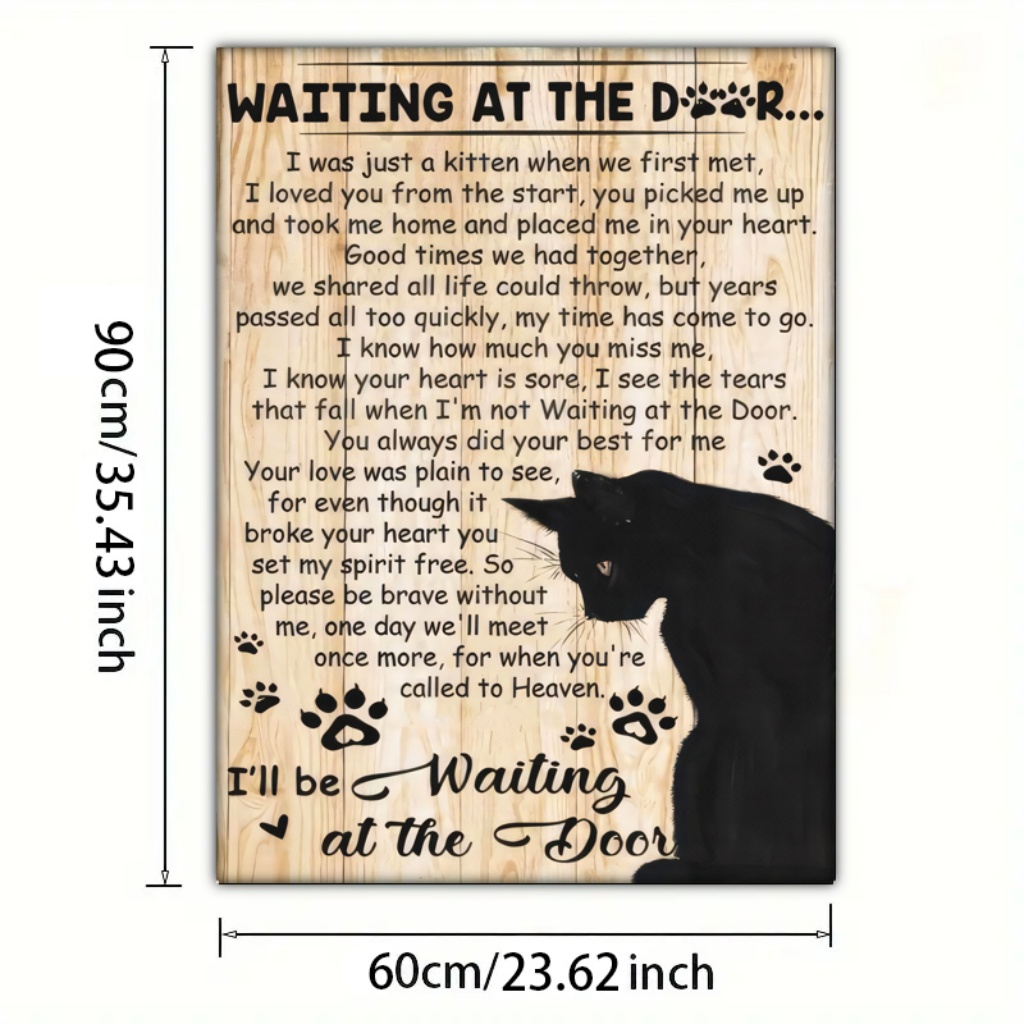 WAITING AT THE DOOR...
I was just a kitten when we first met,
I loved you from the start, you picked me up
and took me home and placed me in your heart.
Good times we had together,
we shared all life could throw, but years
passed all too quickly, my time has come to go.
I know how much you miss me,
I know your heart is sore, I see the tears
that fall when I'm not Waiting at the Door.
You always did your best for me
Your love was plain to see,
for even though it
broke your heart you
set my spirit free. So
please be brave without
me, one day we'll meet
once more, for when you're
called to Heaven.
I'll be Waiting
at the Door
90cm/35.43inch
60cm/23.62inch